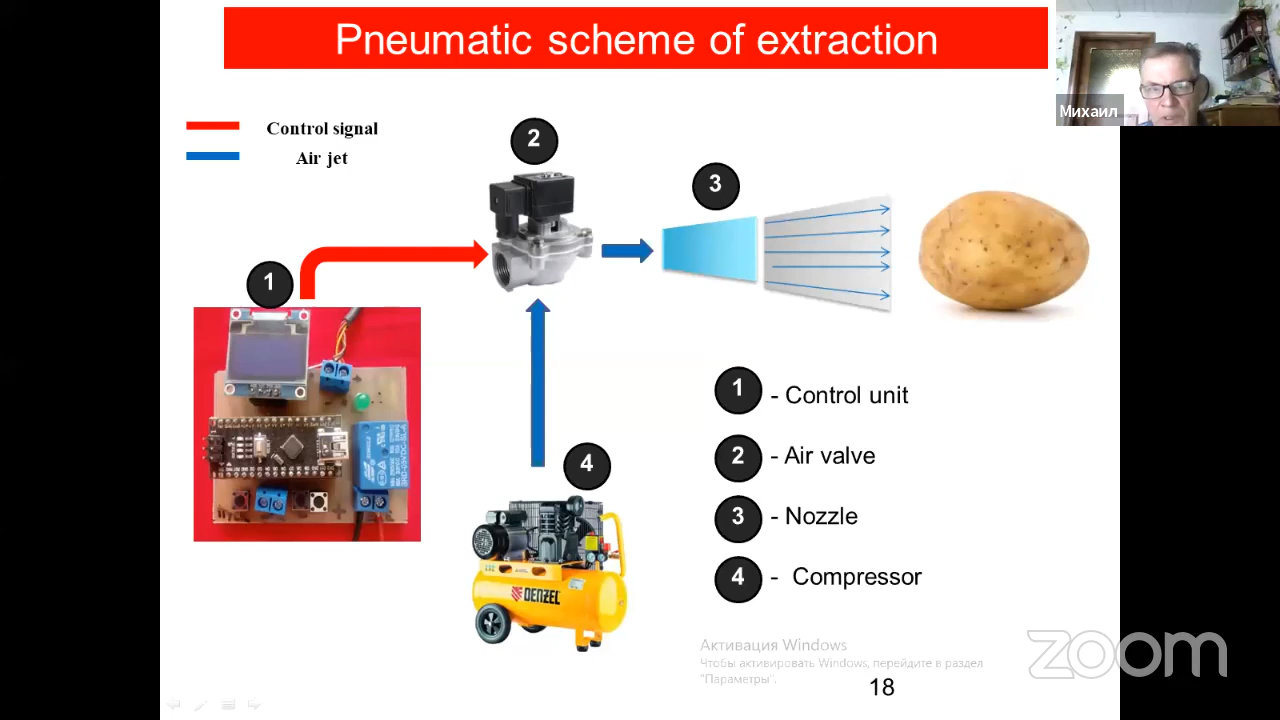 Pneumatic scheme of extraction
Михаил
Control signal
Air jet
2
3
1
4
DENZEL
1 - Control unit
2 - Air valve
3 - Nozzle
4 - Compressor
Активация Windows
Чтобы активировать Windows, перейдите в раздел
"Параметры".
18
zoom